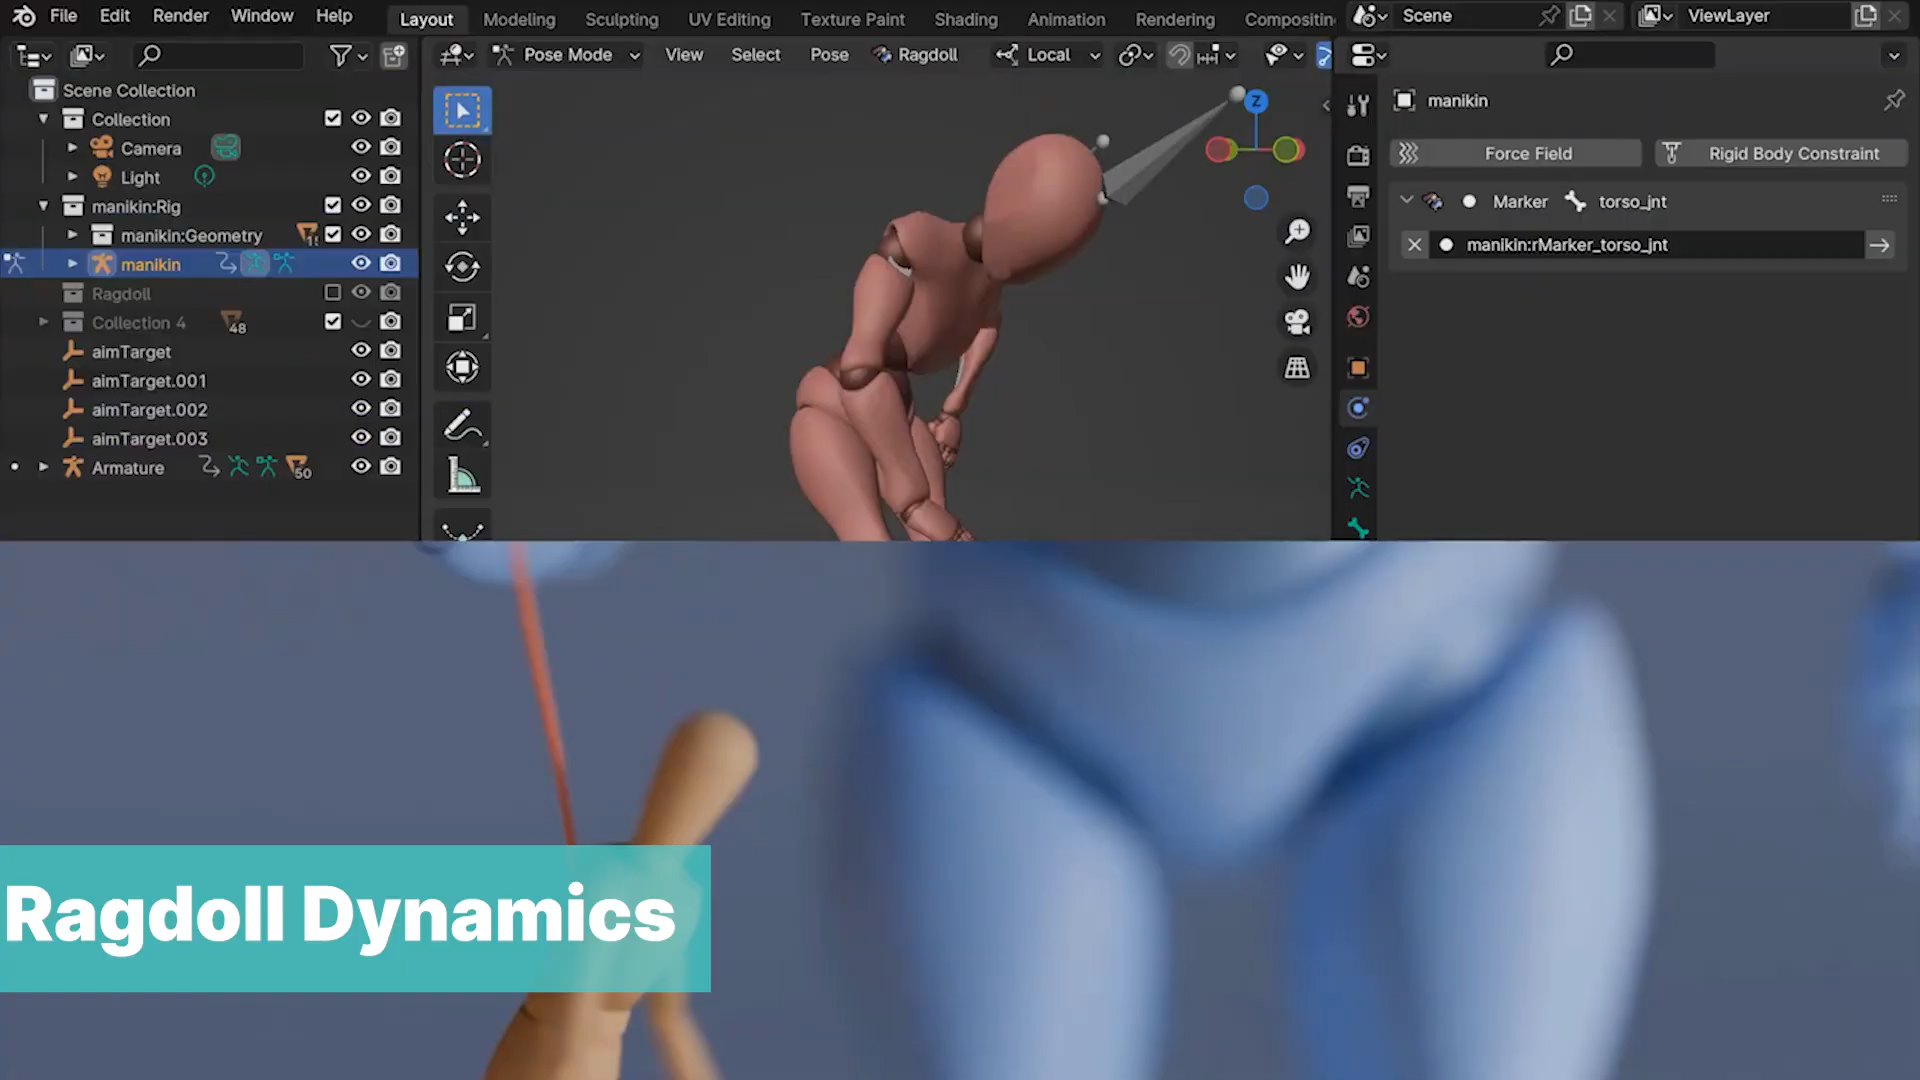 File Edit Render Window Help
Layout Modeling Sculpting UV Editing Texture Paint Shading Animation Rendering Compositin
Scene
ViewLayer
Pose Mode View Select Pose Ragdoll Local
Scene Collection
Collection
Camera
Light
manikin:Rig
manikin:Geometry
manikin
Ragdoll
Collection 4 48
aimTarget
aimTarget.001
aimTarget.002
aimTarget.003
Armature 50
Z
manikin
Force Field
Rigid Body Constraint
Marker torso_jnt
manikin:rMarker_torso_jnt
Ragdoll Dynamics